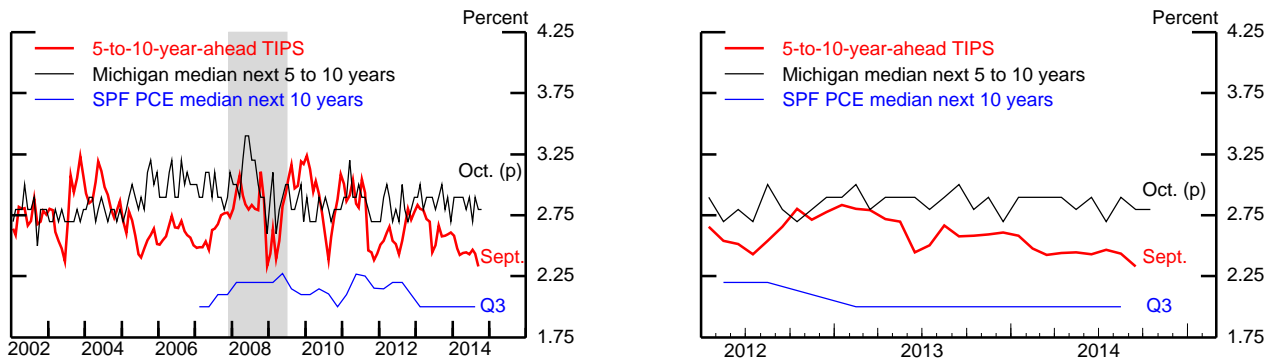 Percent
4.25
5-to-10-year-ahead TIPS
Michigan median next 5 to 10 years
SPF PCE median next 10 years
3.75
3.25
Oct. (p)
2.75
Sept.
2.25
Q3
1.75
2002 2004 2006 2008 2010 2012 2014
Percent
4.25
5-to-10-year-ahead TIPS
Michigan median next 5 to 10 years
SPF PCE median next 10 years
3.75
3.25
Oct. (p)
2.75
Sept.
2.25
Q3
1.75
2012 2013 2014